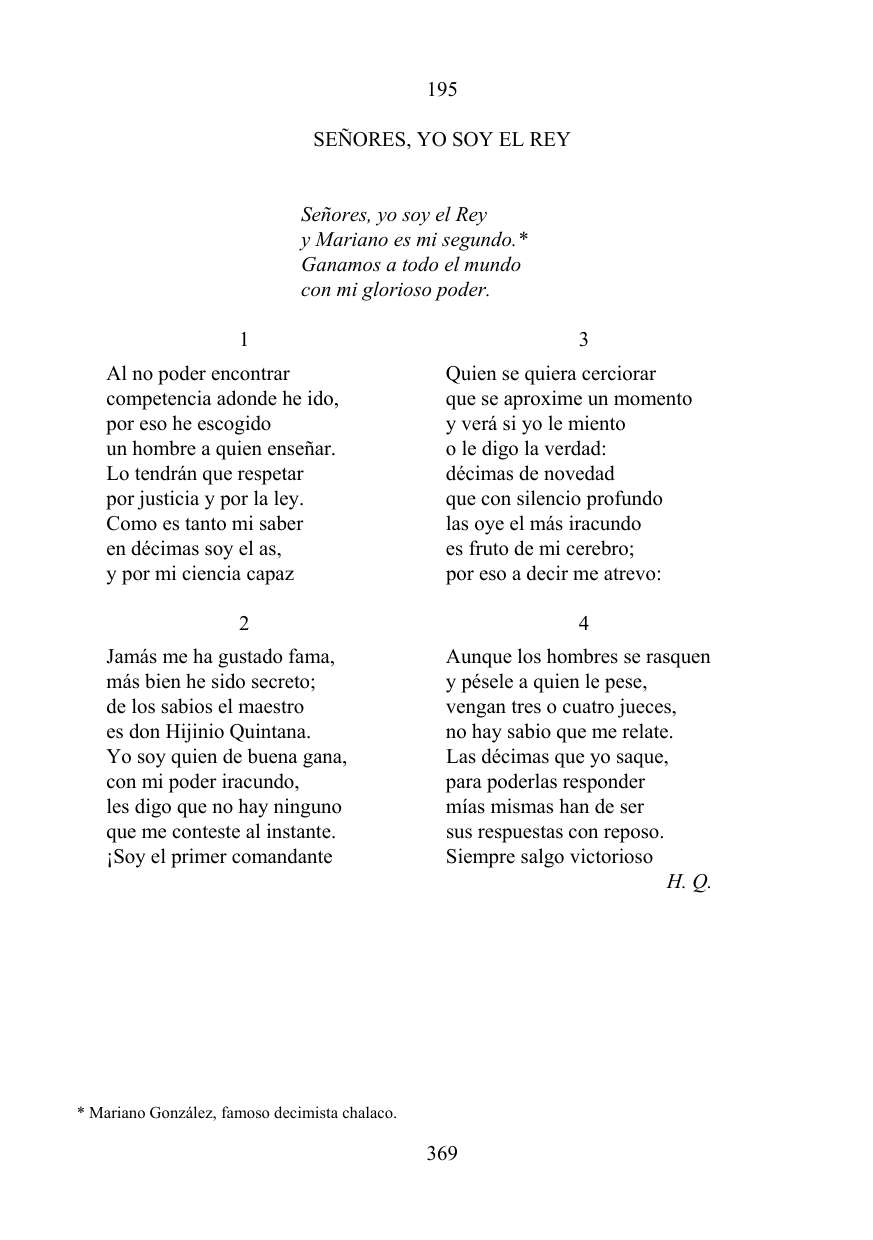 195
SEÑORES, YO SOY EL REY
Señores, yo soy el Rey
y Mariano es mi segundo.*
Ganamos a todo el mundo
con mi glorioso poder.
1
Al no poder encontrar
competencia adonde he ido,
por eso he escogido
un hombre a quien enseñar.
Lo tendrán que respetar
por justicia y por la ley.
Como es tanto mi saber
en décimas soy el as,
y por mi ciencia capaz
2
Jamás me ha gustado fama,
más bien he sido secreto;
de los sabios el maestro
es don Hijinio Quintana.
Yo soy quien de buena gana,
con mi poder iracundo,
les digo que no hay ninguno
que me conteste al instante.
¡Soy el primer comandante
3
Quien se quiera cerciorar
que se aproxime un momento
y verá si yo le miento
o le digo la verdad:
décimas de novedad
que con silencio profundo
las oye el más iracundo
es fruto de mi cerebro;
por eso a decir me atrevo:
4
Aunque los hombres se rasquen
y pésele a quien le pese,
vengan tres o cuatro jueces,
no hay sabio que me relate.
Las décimas que yo saque,
para poderlas responder
mías mismas han de ser
sus respuestas con reposo.
Siempre salgo victorioso
H. Q.
* Mariano González, famoso decimista chalaco.
369